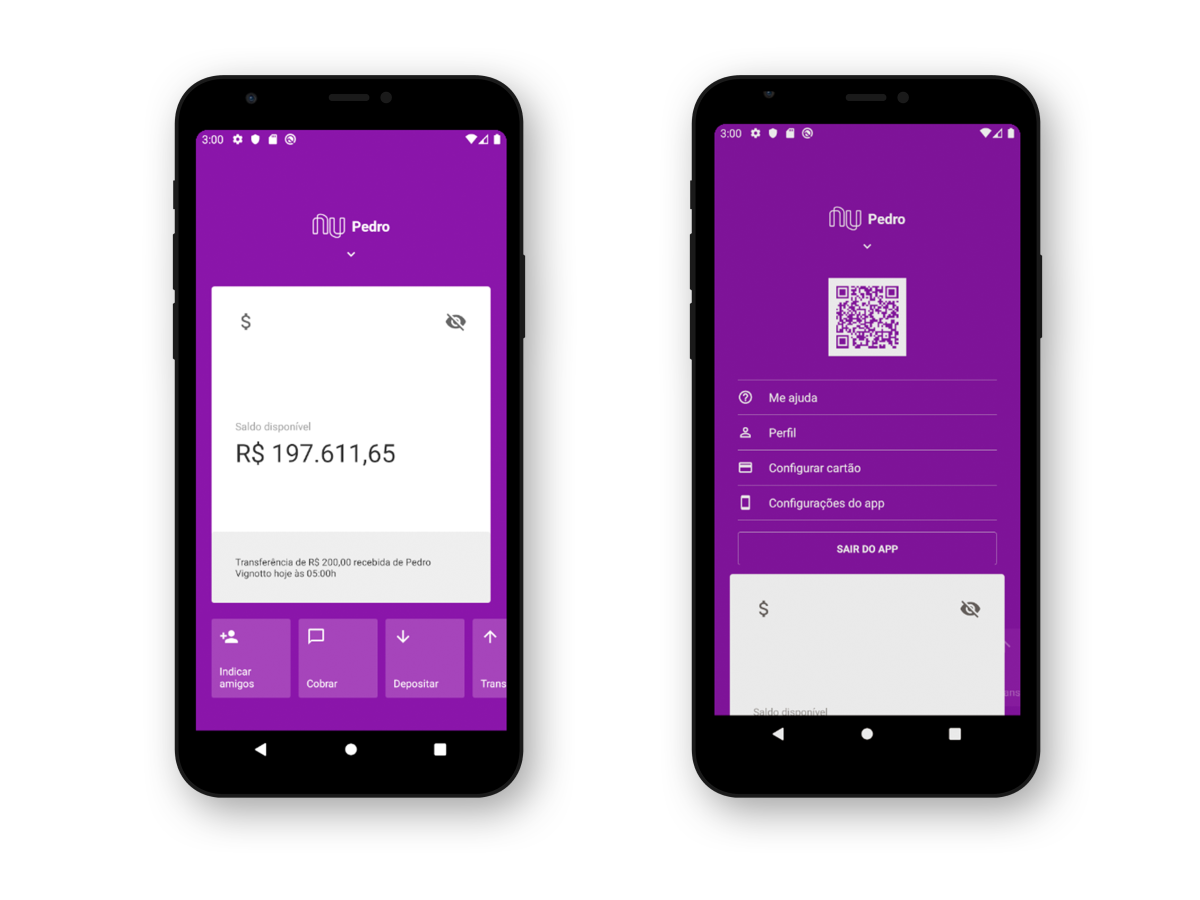 3:00
nu Pedro
$
Saldo disponível
R$ 197.611,65
Transferência de R$ 200,00 recebida de Pedro
Vignotto hoje às 05:00h
Indicar
amigos
Cobrar
Depositar
Trans
3:00
nu Pedro
Me ajuda
Perfil
Configurar cartão
Configurações do app
SAIR DO APP
$
ans
Saldo disponível